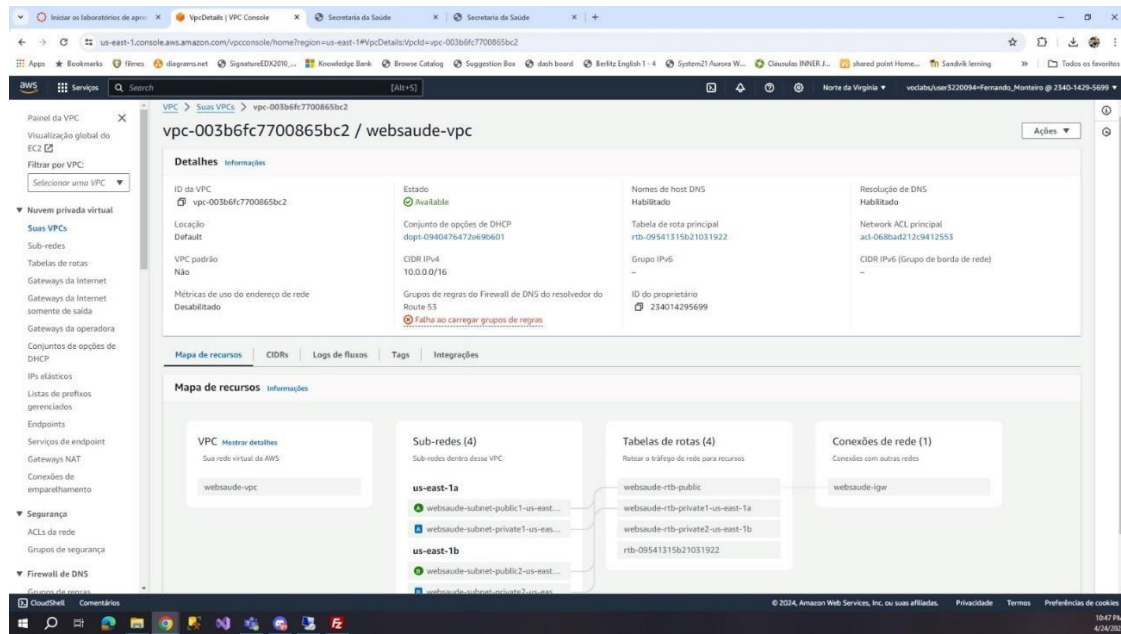 Iniciar os laboratórios de apren
VpcDetails | VPC Console
Secretaria da Saúde
Secretaria da Saúde
us-east-1.console.aws.amazon.com/vpcconsole/home?region=us-east-1#VpcDetails:VpcId=vpc-003b6fc7700865bc2
Apps
Bookmarks
filmes
diagrams.net
SignatureEDX2010_...
Knowledge Bank
Browse Catalog
Suggestion Box
dash board
Berlitz English 1 - 4
System21 Aurora W...
Cláusulas INNER J...
shared point Home...
Sandvik lerning
Todos os favoritos
aws
Serviços
Search
[Alt+S]
Norte da Virgínia
voclabs/user3220094=Fernando_Monteiro @ 2340-1429-5699
Painel da VPC
Visualização global do
EC2
Filtrar por VPC:
Selecionar uma VPC
Nuvem privada virtual
Suas VPCs
Sub-redes
Tabelas de rotas
Gateways da Internet
Gateways da Internet
somente de saída
Gateways da operadora
Conjuntos de opções de
DHCP
IPs elásticos
Listas de prefixos
gerenciados
Endpoints
Serviços de endpoint
Gateways NAT
Conexões de
emparelhamento
Segurança
ACLs da rede
Grupos de segurança
Firewall de DNS
Grupos de regras
VPC > Suas VPCs > vpc-003b6fc7700865bc2
vpc-003b6fc7700865bc2 / websaude-vpc
Ações
Detalhes Informações
ID da VPC
vpc-003b6fc7700865bc2
Estado
Available
Nomes de host DNS
Habilitado
Resolução de DNS
Habilitado
Locação
Default
Conjunto de opções de DHCP
dopt-0940476472e69b601
Tabela de rota principal
rtb-09541315b21031922
Network ACL principal
acl-068bad212c9412553
VPC padrão
Não
CIDR IPv4
10.0.0.0/16
Grupo IPv6
–
CIDR IPv6 (Grupo de borda de rede)
–
Métricas de uso do endereço de rede
Desabilitado
Grupos de regras do Firewall de DNS do resolvedor do
Route 53
Falha ao carregar grupos de regras
ID do proprietário
234014295699
Mapa de recursos
CIDRs
Logs de fluxos
Tags
Integrações
Mapa de recursos Informações
VPC Mostrar detalhes
Sua rede virtual da AWS
websaude-vpc
Sub-redes (4)
Sub-redes dentro dessa VPC
us-east-1a
websaude-subnet-public1-us-east...
websaude-subnet-private1-us-eas...
us-east-1b
websaude-subnet-public2-us-east...
websaude-subnet-private2-us-eas
Tabelas de rotas (4)
Rotear o tráfego de rede para recursos
websaude-rtb-public
websaude-rtb-private1-us-east-1a
websaude-rtb-private2-us-east-1b
rtb-09541315b21031922
Conexões de rede (1)
Conexões com outras redes
websaude-igw
CloudShell
Comentários
© 2024, Amazon Web Services, Inc. ou suas afiliadas.
Privacidade
Termos
Preferências de cookies
10:47 PM
4/24/202